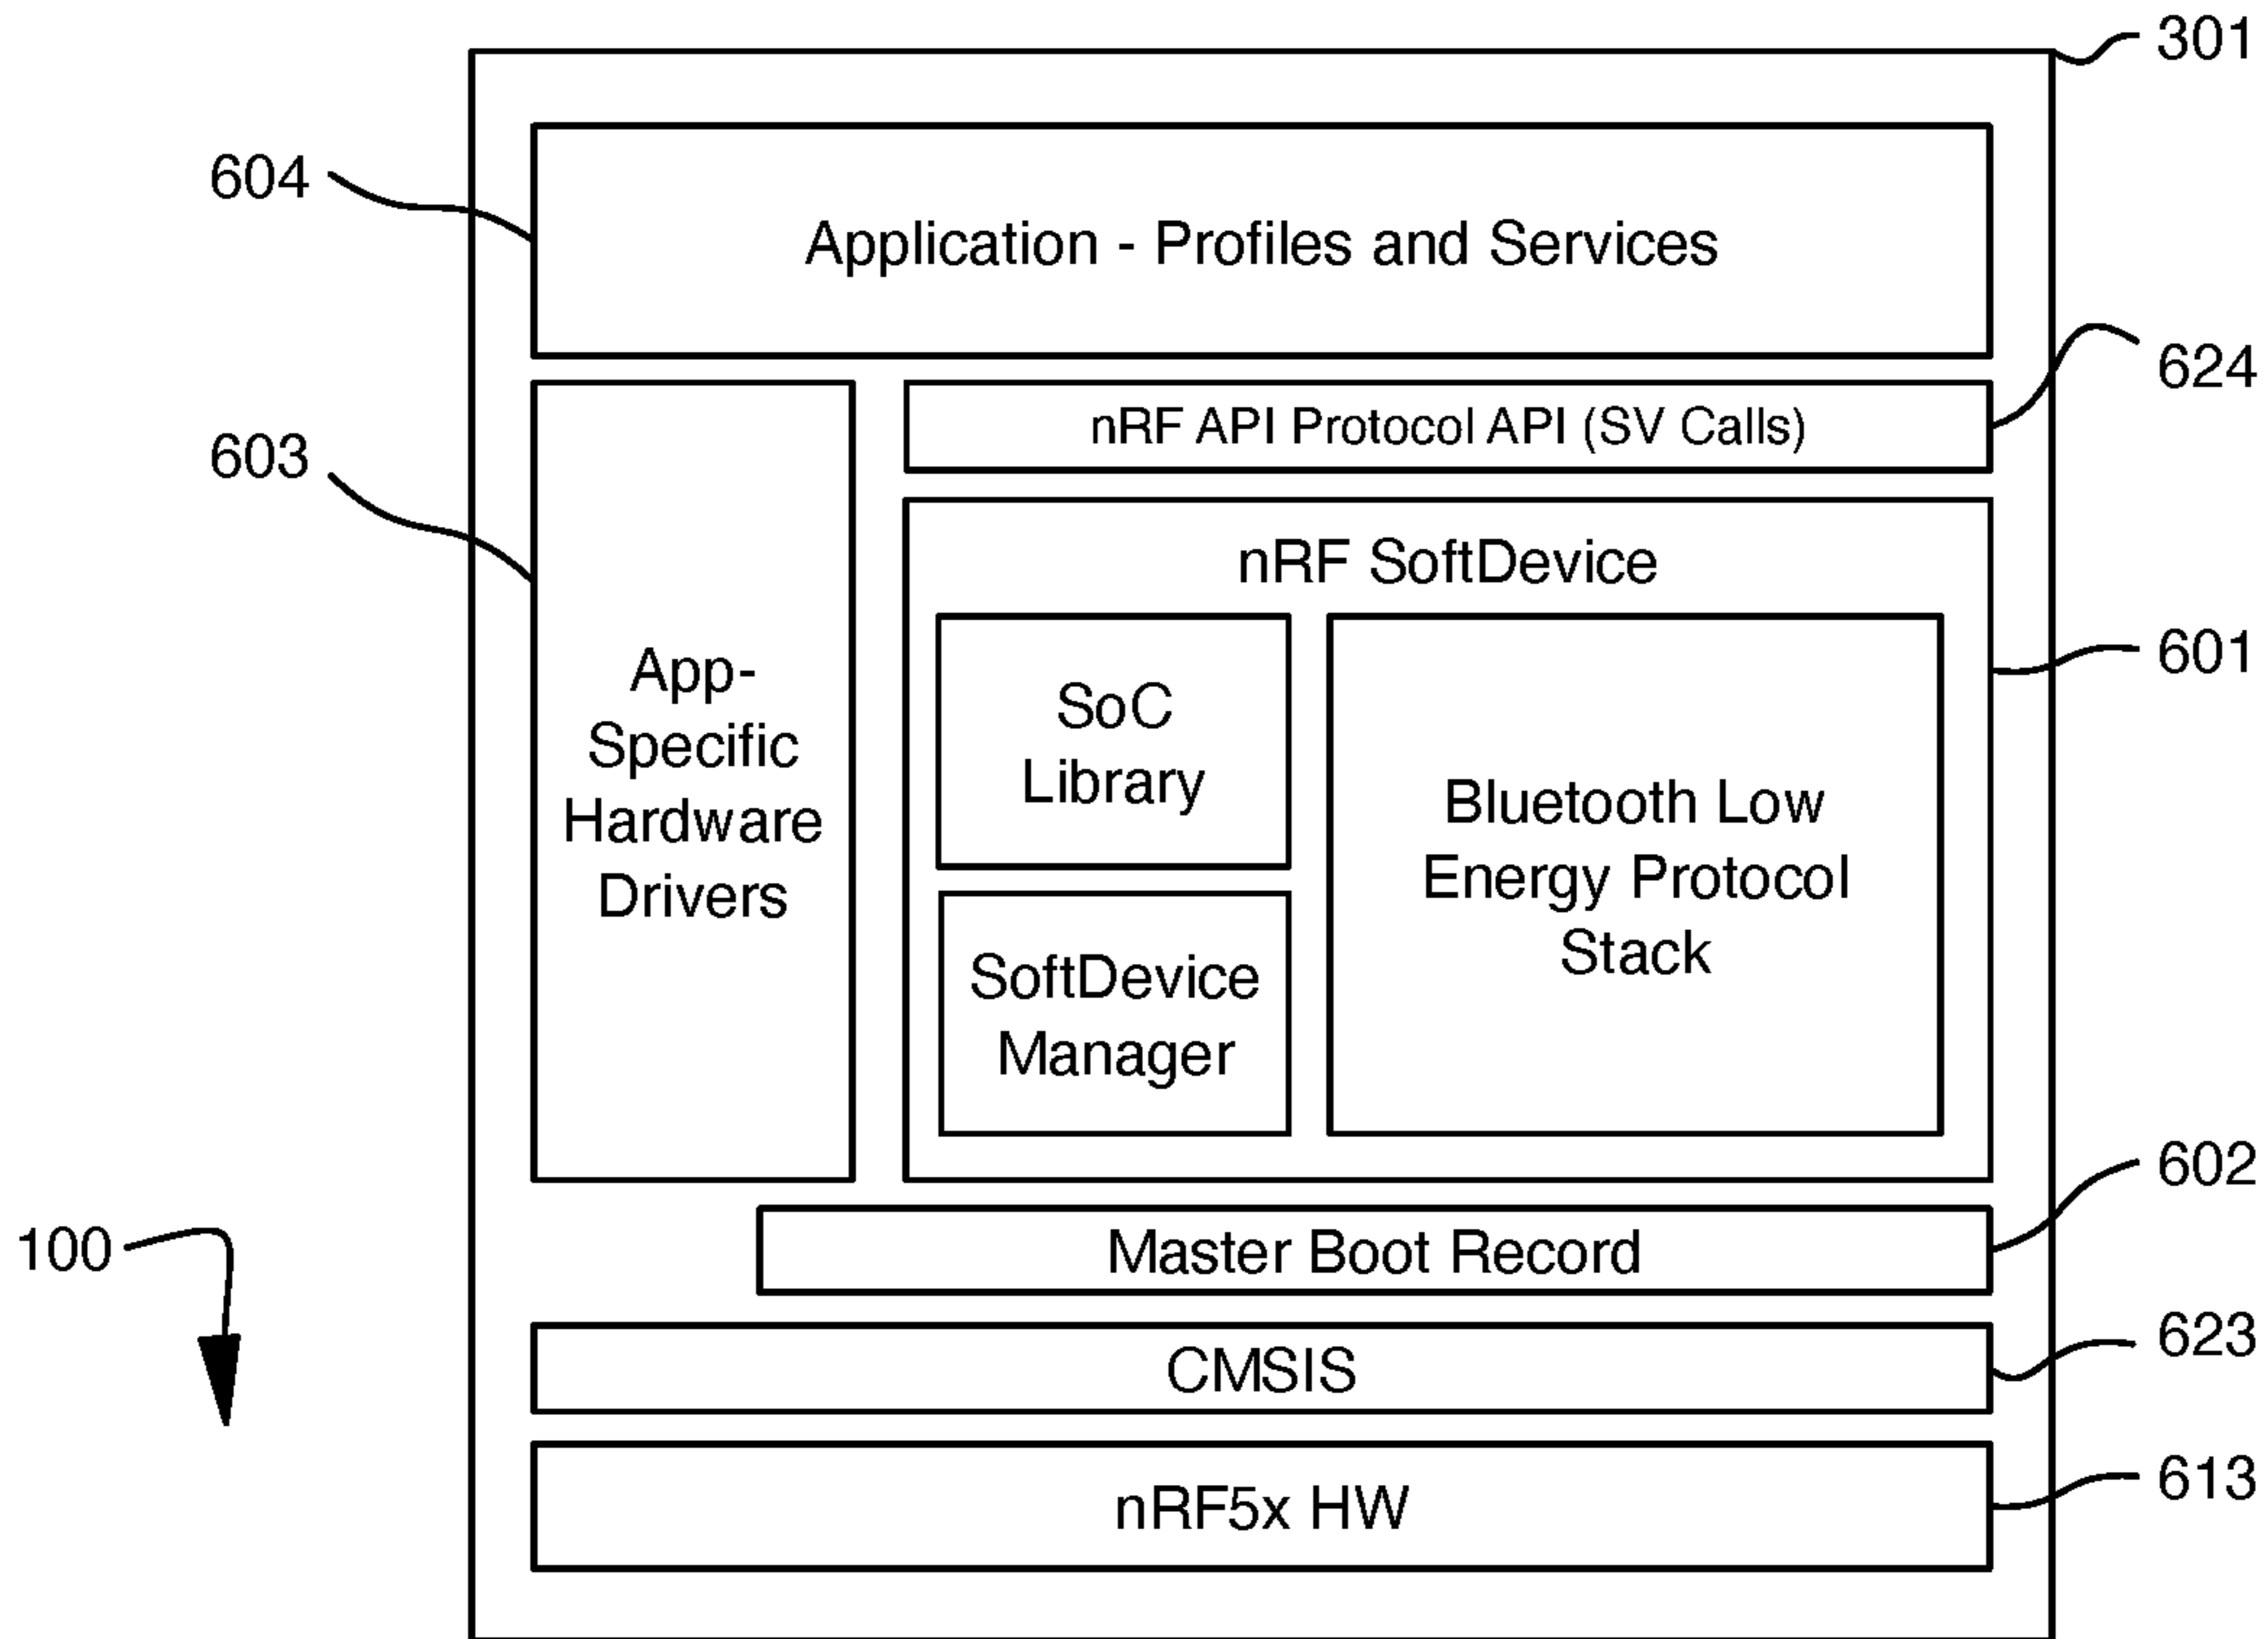 301
604
Application - Profiles and Services
624
nRF API Protocol API (SV Calls)
603
nRF SoftDevice
601
App-
Specific
Hardware
Drivers
SoC
Library
Bluetooth Low
Energy Protocol
Stack
SoftDevice
Manager
602
Master Boot Record
100
623
CMSIS
613
nRF5x HW